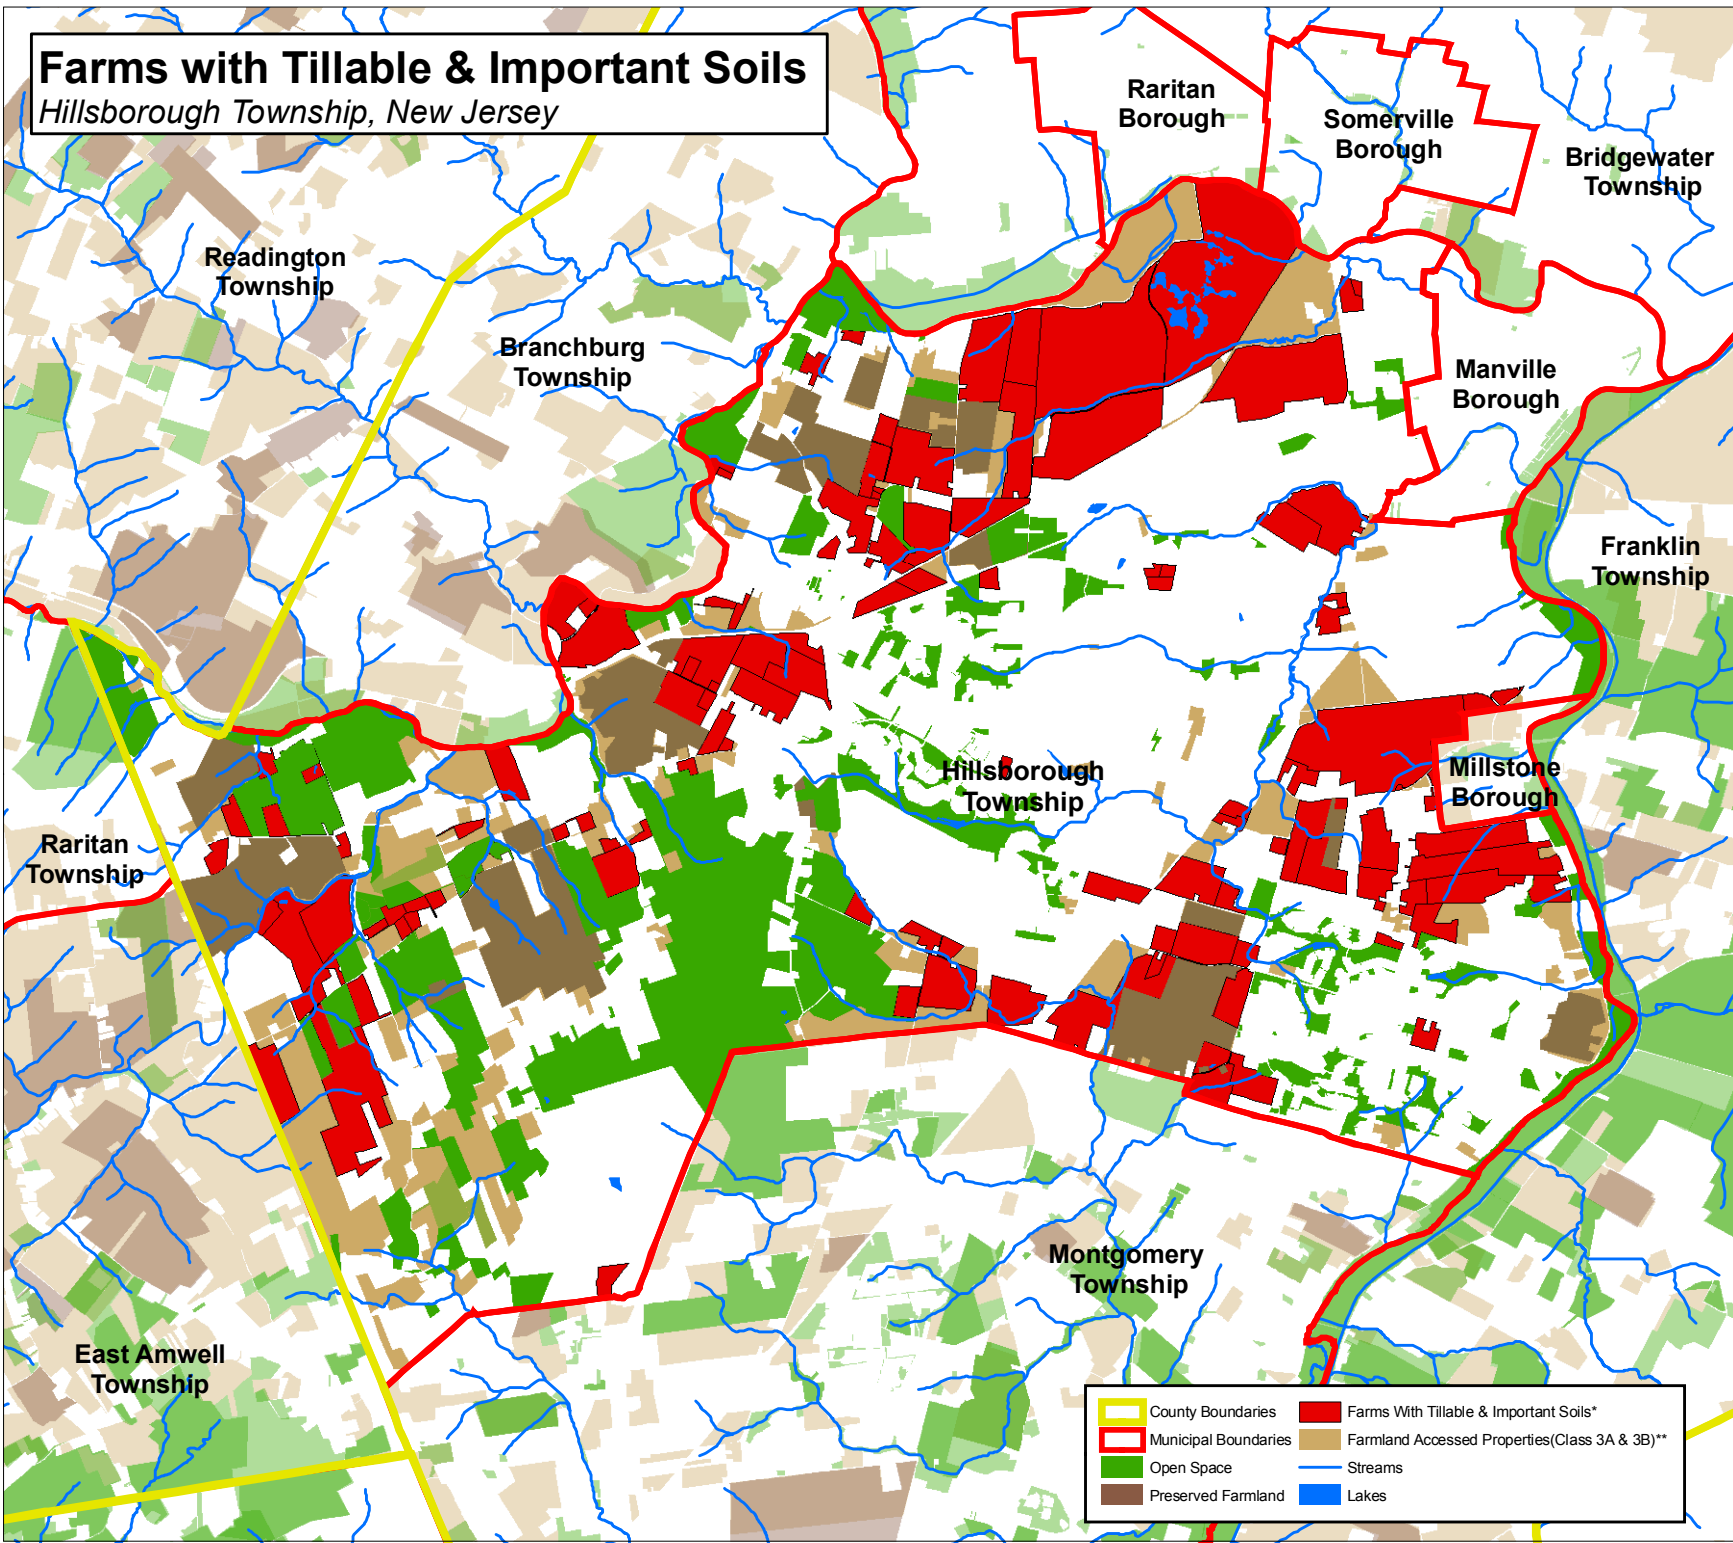 Farms with Tillable & Important Soils
Hillsborough Township, New Jersey
Raritan
Borough
Somerville
Borough
Bridgewater
Township
Readington
Township
Branchburg
Township
Manville
Borough
Franklin
Township
Hillsborough
Township
Millstone
Borough
Raritan
Township
Montgomery
Township
East Amwell
Township
County Boundaries
Farms With Tillable & Important Soils*
Municipal Boundaries
Farmland Accessed Properties(Class 3A & 3B)**
Open Space
Streams
Preserved Farmland
Lakes